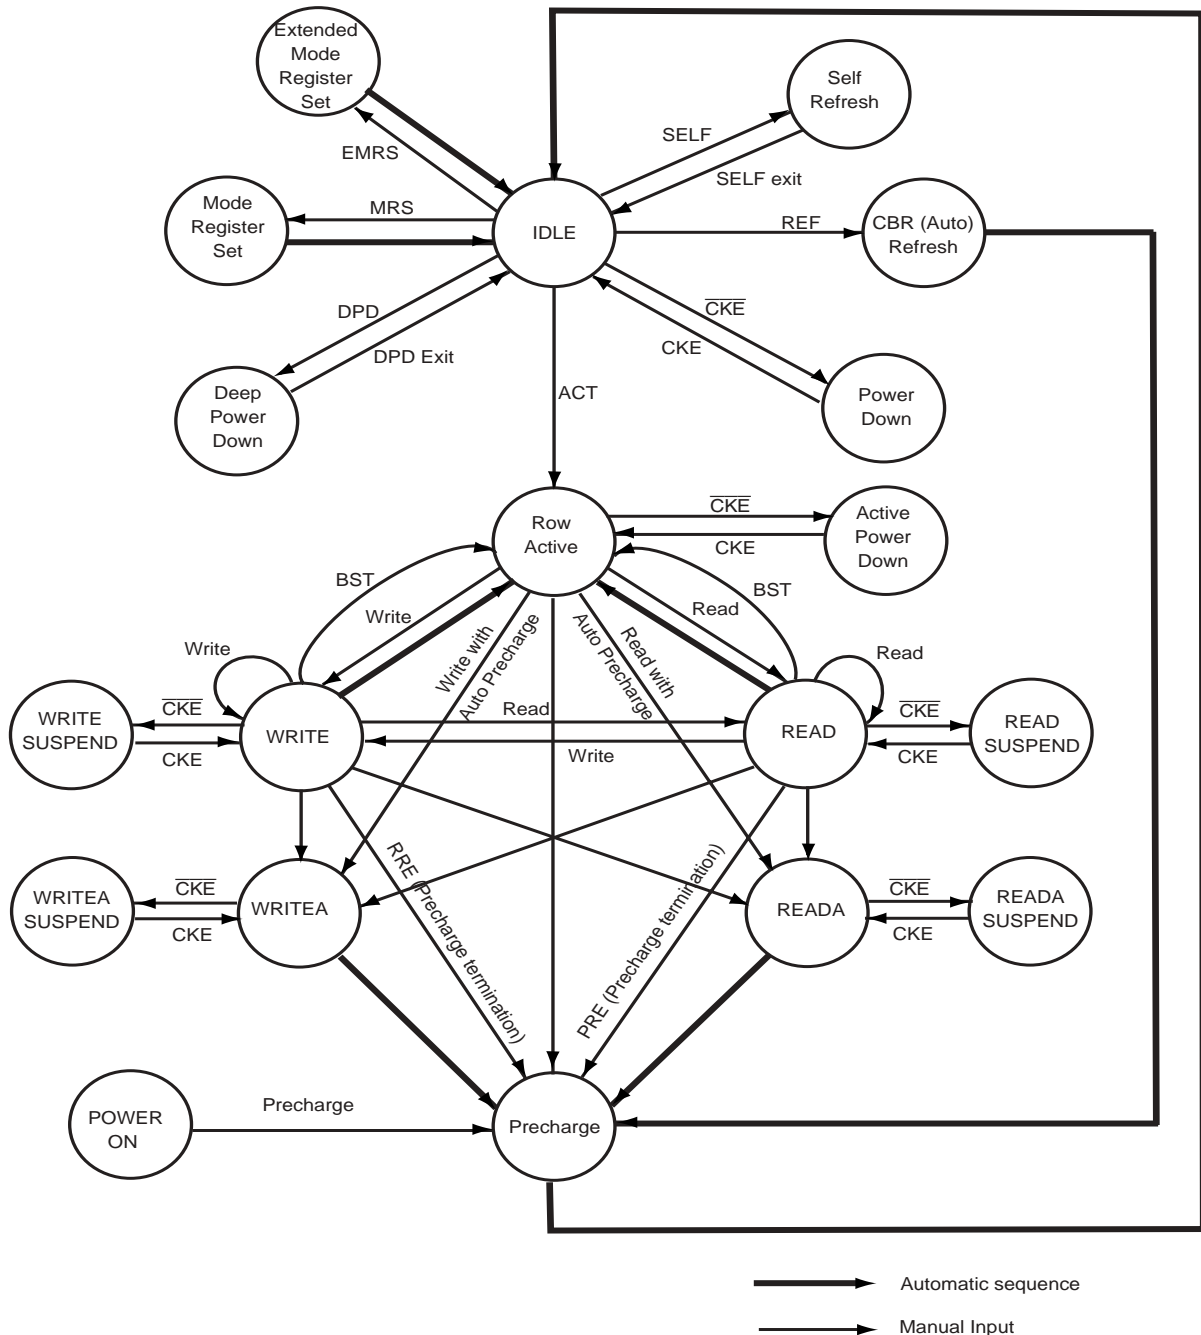 Extended
Mode
Register
Set
Self
Refresh
SELF
EMRS
SELF exit
Mode
Register
Set
MRS
IDLE
REF
CBR (Auto)
Refresh
DPD
CKE
DPD Exit
CKE
Deep
Power
Down
ACT
Power
Down
Row
Active
CKE
CKE
Active
Power
Down
BST
BST
Write
Read
Write with
Auto Precharge
Read with
Auto Precharge
Write
Read
WRITE
SUSPEND
CKE
CKE
WRITE
Read
Write
READ
CKE
CKE
READ
SUSPEND
RRE (Precharge termination)
PRE (Precharge termination)
WRITEA
SUSPEND
CKE
CKE
WRITEA
READA
CKE
CKE
READA
SUSPEND
POWER
ON
Precharge
Precharge
Automatic sequence
Manual Input